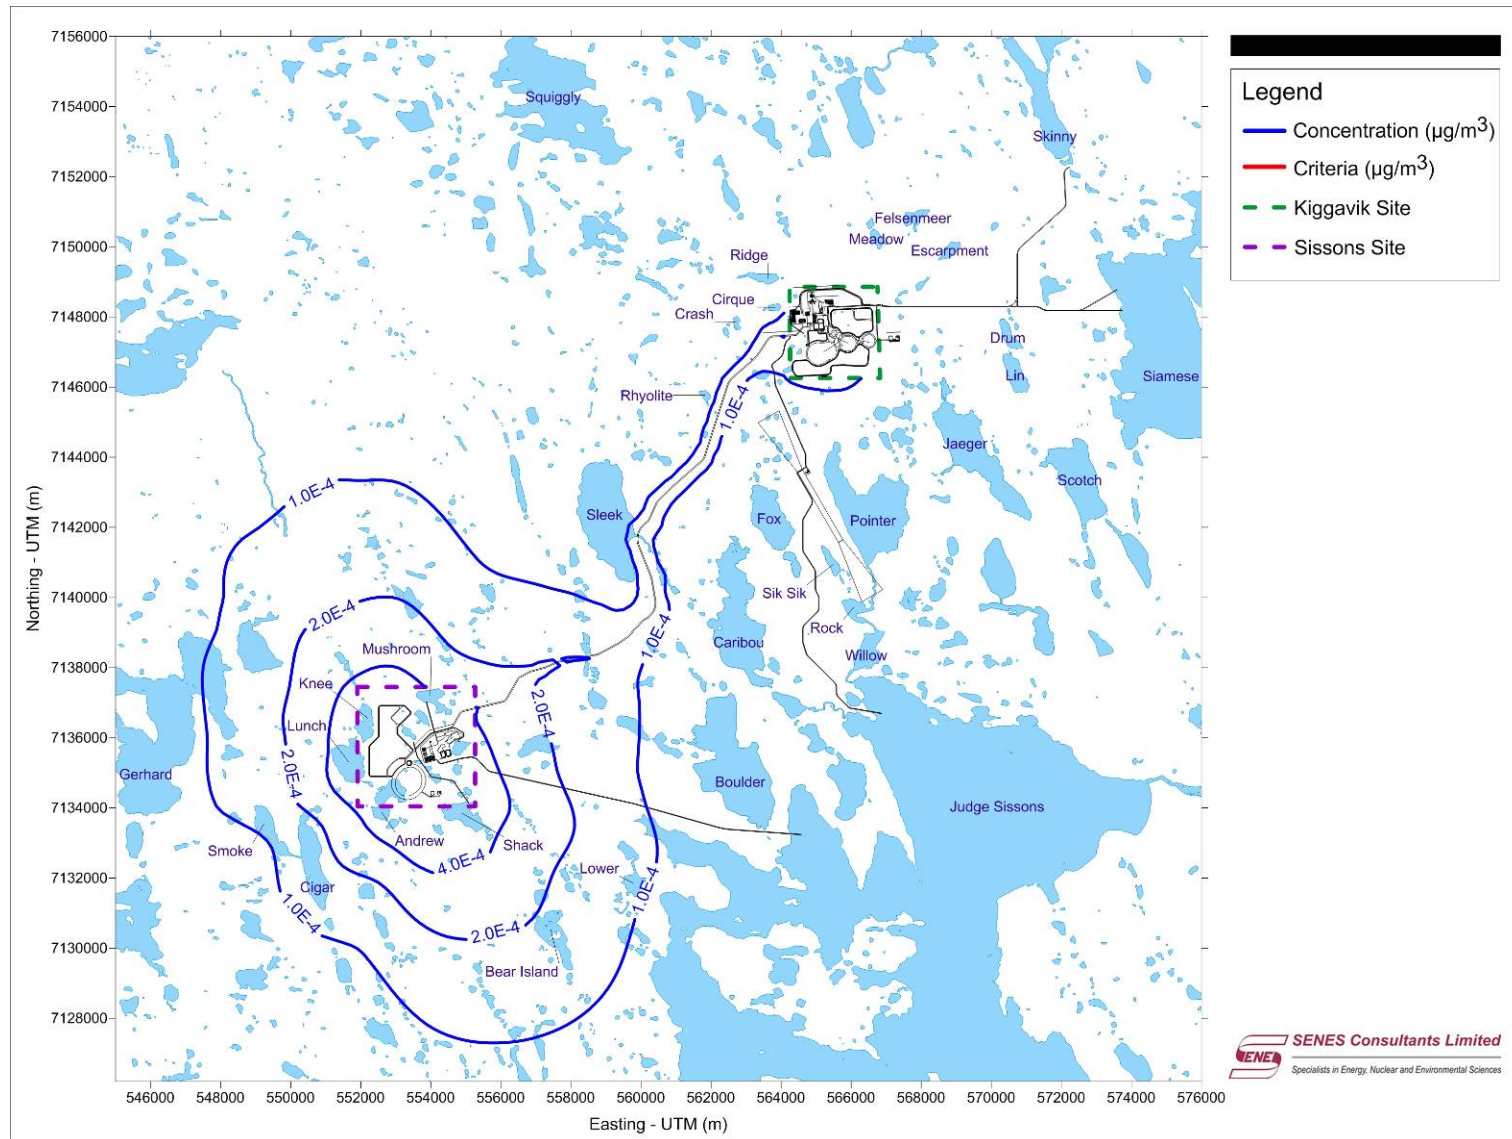 7156000
7154000
7152000
7150000
7148000
7146000
7144000
7142000
7140000
7138000
7136000
7134000
7132000
7130000
7128000
Northing - UTM (m)
546000 548000 550000 552000 554000 556000 558000 560000 562000 564000 566000 568000 570000 572000 574000 576000
Easting - UTM (m)
Squiggly
Skinny
Felsenmeer
Meadow
Escarpment
Ridge
Cirque
Crash
Drum
Lin
Siamese
Rhyolite
1.0E-4
Jaeger
Scotch
1.0E-4
Sleek
Fox
Pointer
Sik Sik
Rock
2.0E-4
1.0E-4
Caribou
Willow
Mushroom
Knee
Lunch
2.0E-4
2.0E-4
Gerhard
Boulder
Judge Sissons
Andrew
Shack
Smoke
4.0E-4
Lower
Cigar
1.0E-4
1.0E-4
2.0E-4
Bear Island
Legend
Concentration (µg/m³)
Criteria (µg/m³)
Kiggavik Site
Sissons Site
SENES
SENES Consultants Limited
Specialists in Energy, Nuclear and Environmental Sciences